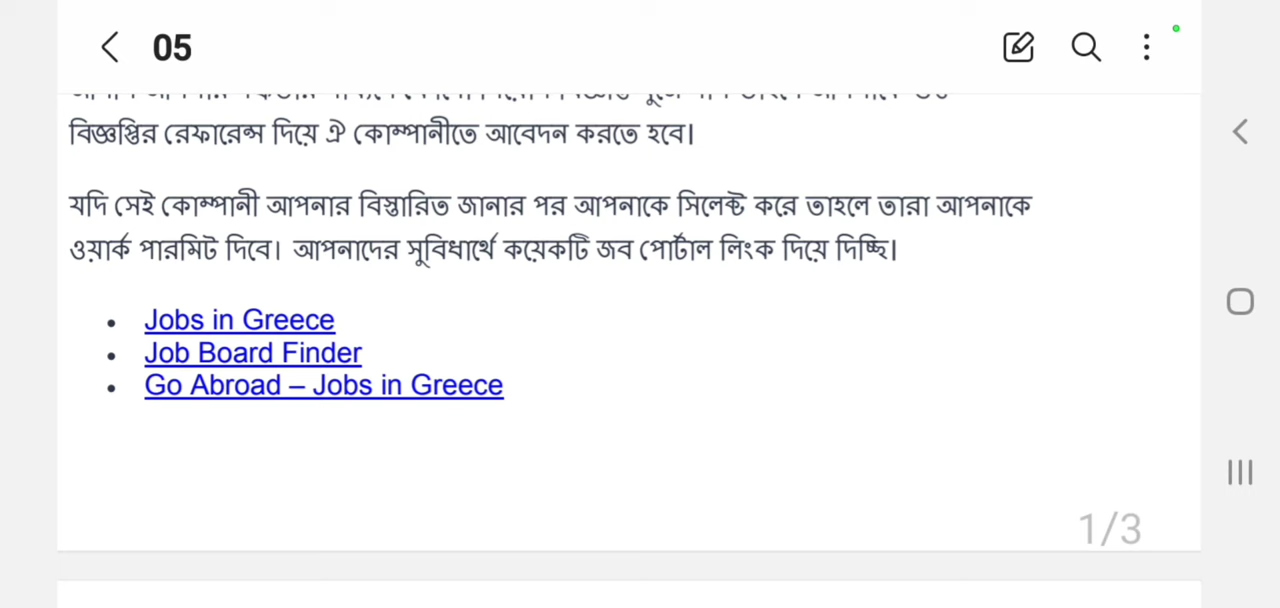 05
বিজ্ঞপ্তির রেফারেন্স দিয়ে ঐ কোম্পানীতে আবেদন করতে হবে।
যদি সেই কোম্পানী আপনার বিস্তারিত জানার পর আপনাকে সিলেক্ট করে তাহলে তারা আপনাকে
ওয়ার্ক পারমিট দিবে। আপনাদের সুবিধার্থে কয়েকটি জব পোর্টাল লিংক দিয়ে দিচ্ছি।
• Jobs in Greece
• Job Board Finder
• Go Abroad – Jobs in Greece
1/3